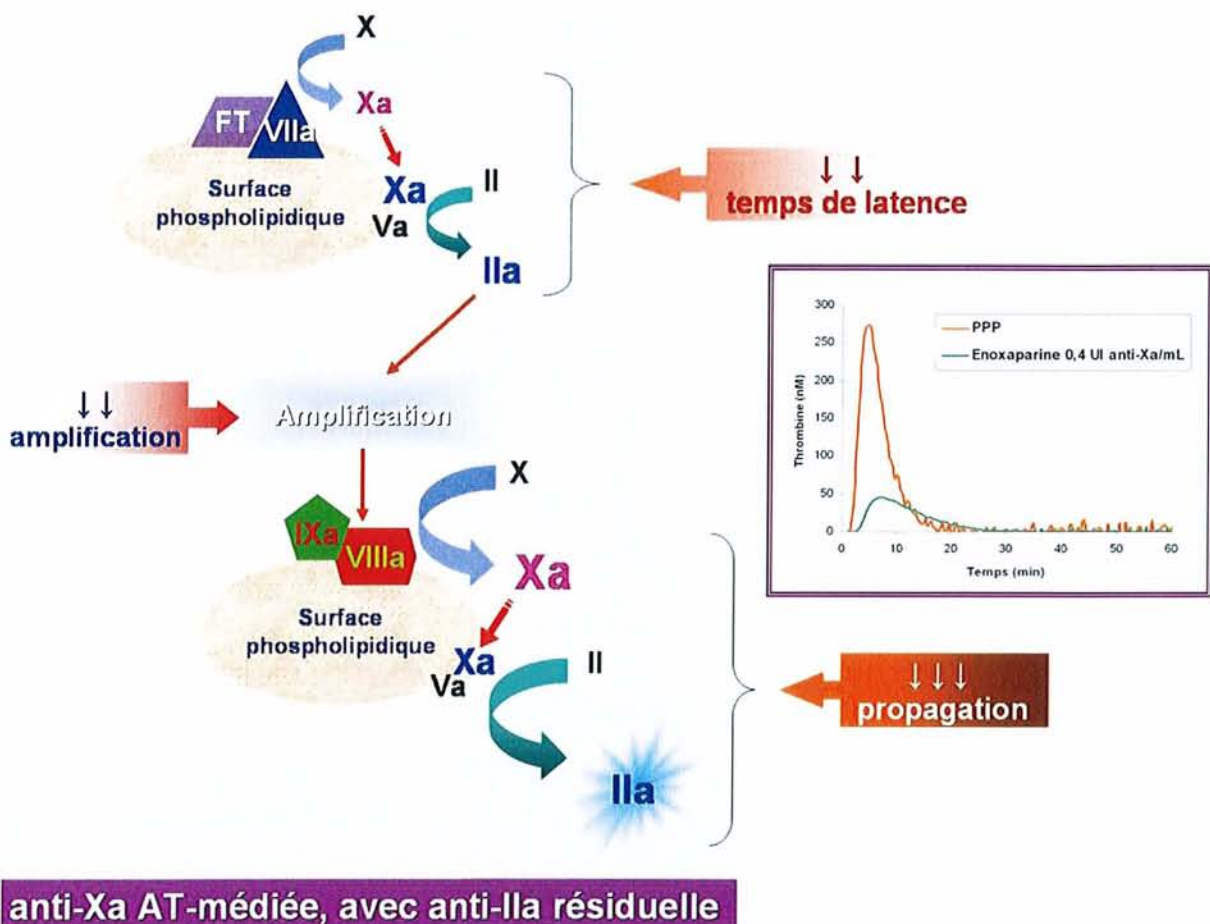 X
Xa
FT
VIIa
Surface
phospholipidique
Xa
Va
II
IIa
↓ ↓
temps de latence
↓↓
amplification
Amplification
300
250
200
150
100
50
0
Thrombine (nM)
PPP
Enoxaparine 0,4 UI anti-Xa/mL
0
10
20
30
40
50
60
Temps (min)
X
IXa
VIIIa
Xa
Surface
phospholipidique
Xa
Va
II
IIa
↓ ↓ ↓
propagation
anti-Xa AT-médiée, avec anti-IIa résiduelle